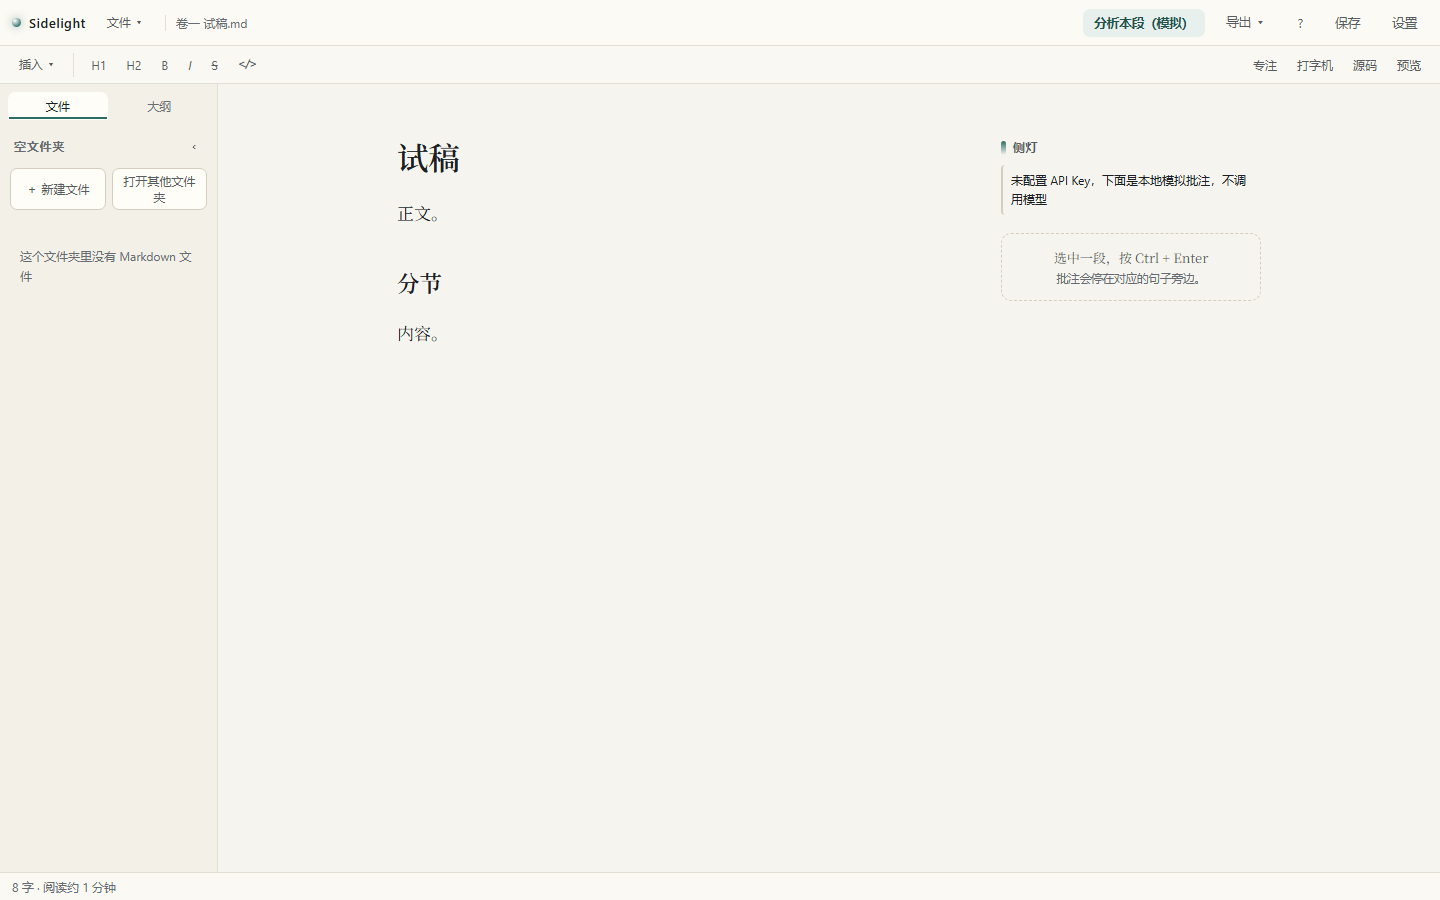 Sidelight 文件 卷一 试稿.md 分析本段（模拟） 导出 ? 保存 设置
插入 H1 H2 B I S </> 专注 打字机 源码 预览
文件 大纲
空文件夹 ‹
+ 新建文件
打开其他文件
夹
这个文件夹里没有 Markdown 文
件
试稿
正文。
分节
内容。
侧灯
未配置 API Key，下面是本地模拟批注，不调
用模型
选中一段，按 Ctrl + Enter
批注会停在对应的句子旁边。
8 字 · 阅读约 1 分钟